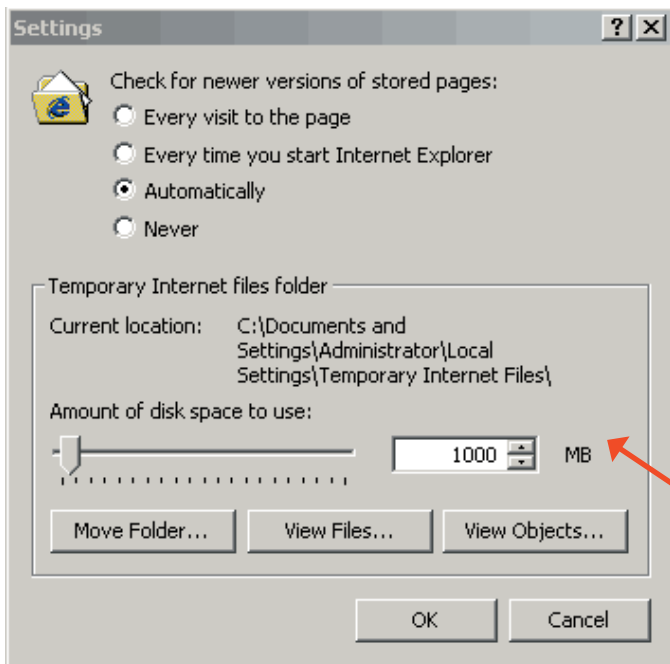 Settings
Check for newer versions of stored pages:
Every visit to the page
Every time you start Internet Explorer
Automatically
Never
Temporary Internet files folder
Current location: C:\Documents and
Settings\Administrator\Local
Settings\Temporary Internet Files\
Amount of disk space to use:
1000 MB
Move Folder... View Files... View Objects...
OK Cancel